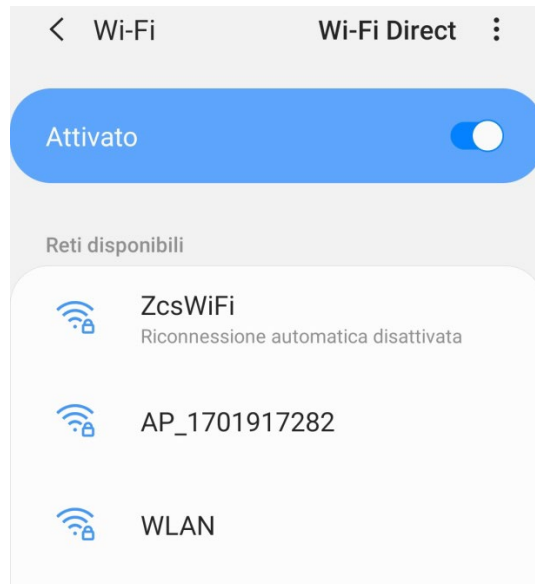 Wi-Fi Wi-Fi Direct
Attivato
Reti disponibili
ZcsWiFi
Riconnessione automatica disattivata
AP_1701917282
WLAN